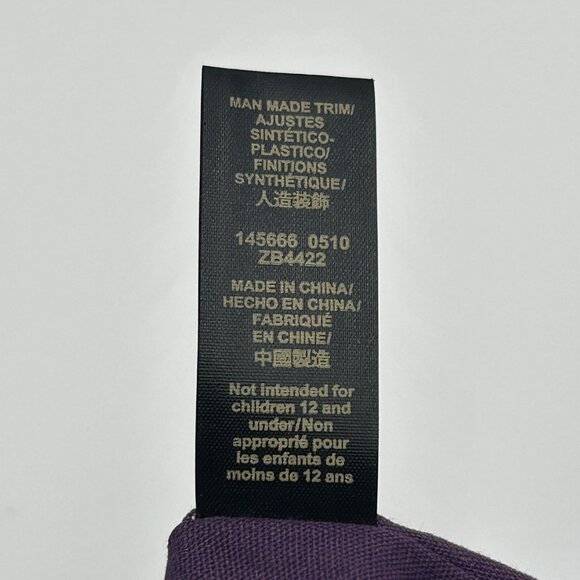 MAN MADE TRIM/
AJUSTES
SINTÉTICO-
PLASTICO/
FINITIONS
SYNTHÉTIQUE/
人造装飾
145666 0510
ZB4422
MADE IN CHINA/
HECHO EN CHINA/
FABRIQUÉ
EN CHINE/
中國製造
Not intended for
children 12 and
under/Non
approprié pour
les enfants de
moins de 12 ans